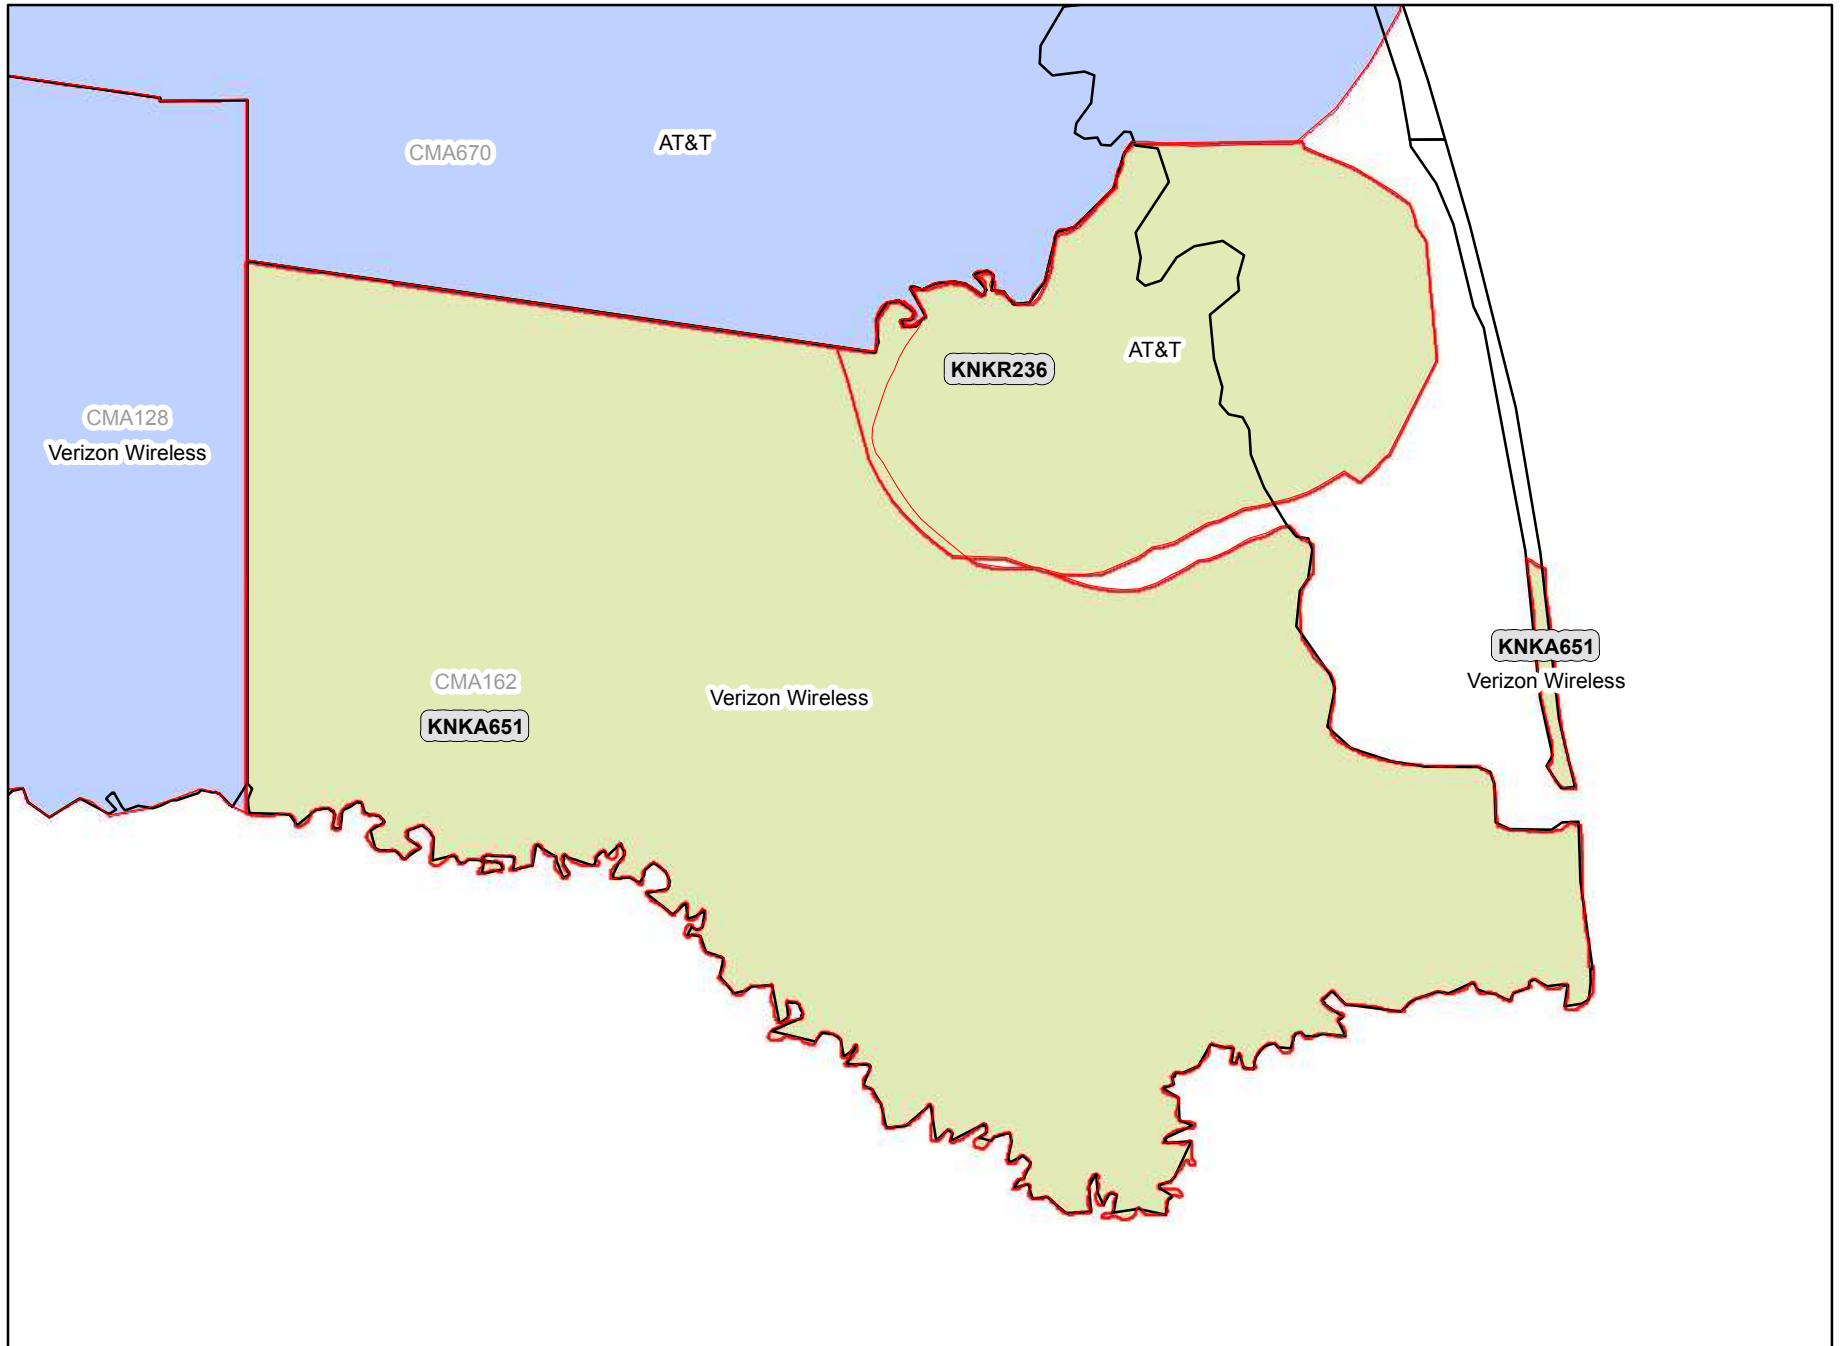 CMA670
AT&T
CMA128
Verizon Wireless
KNKR236
AT&T
KNKA651
Verizon Wireless
CMA162
KNKA651
Verizon Wireless